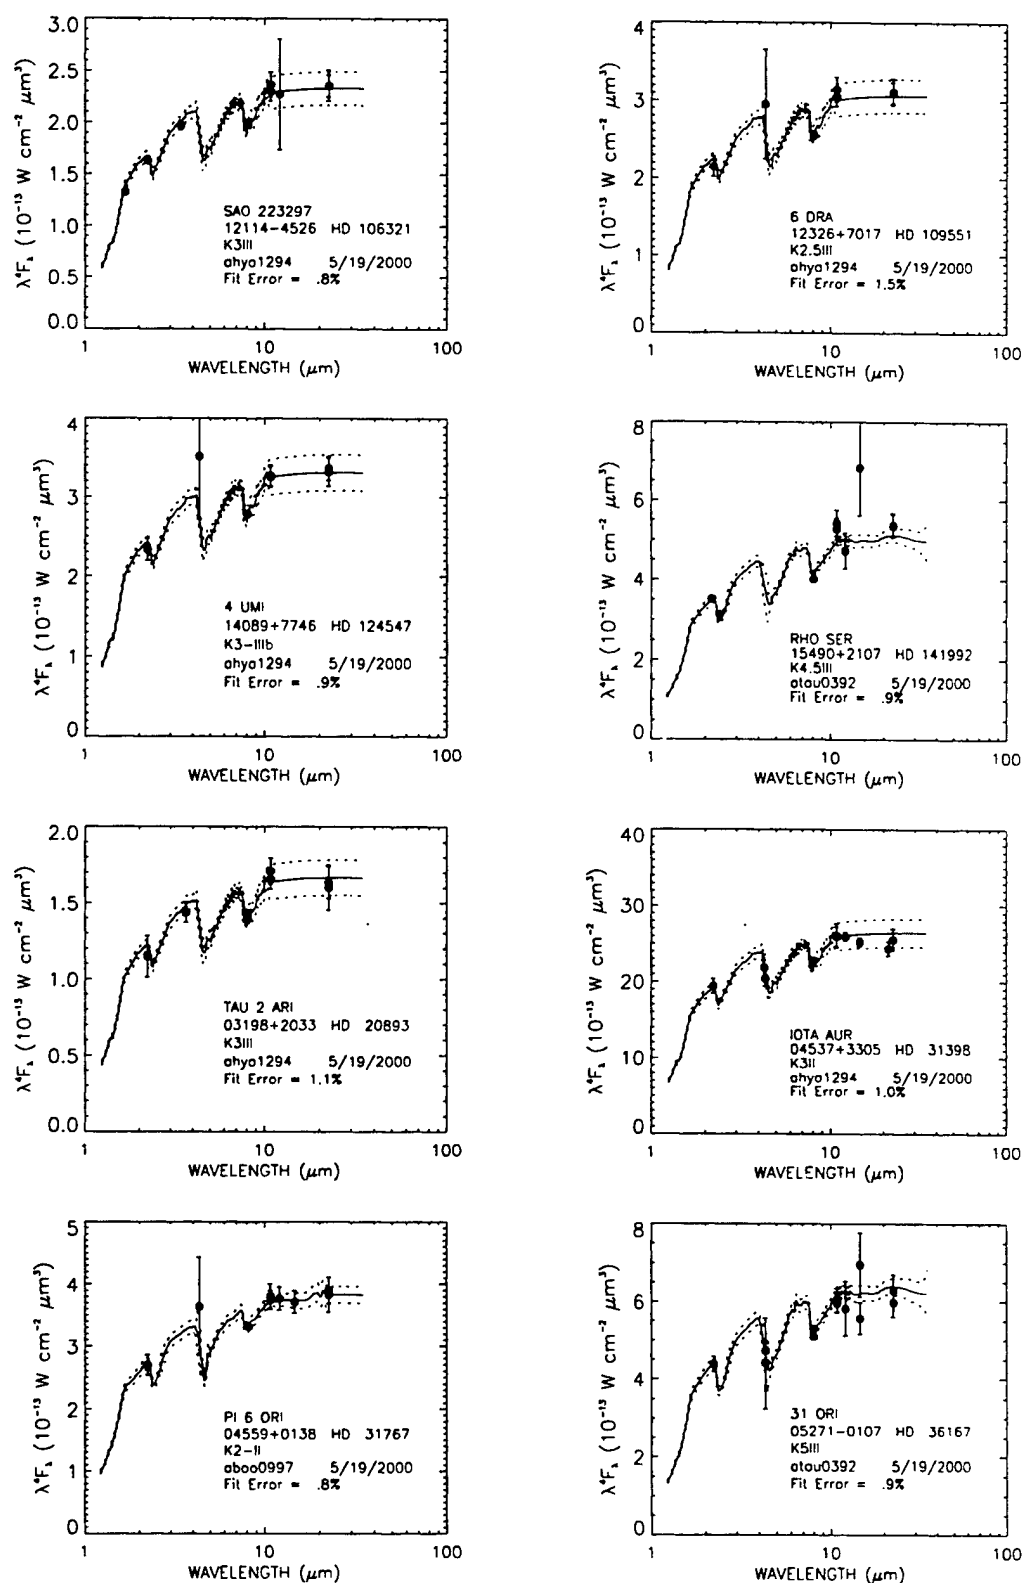 3.0
2.5
2.0
1.5
1.0
0.5
0.0
λ⁴Fλ (10⁻¹³ W cm⁻² μm³)
SAO 223297
12114-4526 HD 106321
K3III
ahya1294 5/19/2000
Fit Error = .8%
1 10 100
WAVELENGTH (μm)
4
3
2
1
0
λ⁴Fλ (10⁻¹³ W cm⁻² μm³)
6 DRA
12326+7017 HD 109551
K2.5III
ahya1294 5/19/2000
Fit Error = 1.5%
1 10 100
WAVELENGTH (μm)
4
3
2
1
0
λ⁴Fλ (10⁻¹³ W cm⁻² μm³)
4 UMI
14089+7746 HD 124547
K3-IIIb
ahya1294 5/19/2000
Fit Error = .9%
1 10 100
WAVELENGTH (μm)
8
6
4
2
0
λ⁴Fλ (10⁻¹³ W cm⁻² μm³)
RHO SER
15490+2107 HD 141992
K4.5III
atau0392 5/19/2000
Fit Error = .9%
1 10 100
WAVELENGTH (μm)
2.0
1.5
1.0
0.5
0.0
λ⁴Fλ (10⁻¹³ W cm⁻² μm³)
TAU 2 ARI
03198+2033 HD 20893
K3III
ahya1294 5/19/2000
Fit Error = 1.1%
1 10 100
WAVELENGTH (μm)
40
30
20
10
0
λ⁴Fλ (10⁻¹³ W cm⁻² μm³)
IOTA AUR
04537+3305 HD 31398
K3II
ahya1294 5/19/2000
Fit Error = 1.0%
1 10 100
WAVELENGTH (μm)
5
4
3
2
1
0
λ⁴Fλ (10⁻¹³ W cm⁻² μm³)
PI 6 ORI
04559+0138 HD 31767
K2-II
aboo0997 5/19/2000
Fit Error = .8%
1 10 100
WAVELENGTH (μm)
8
6
4
2
0
λ⁴Fλ (10⁻¹³ W cm⁻² μm³)
31 ORI
05271-0107 HD 36167
K5III
atau0392 5/19/2000
Fit Error = .9%
1 10 100
WAVELENGTH (μm)